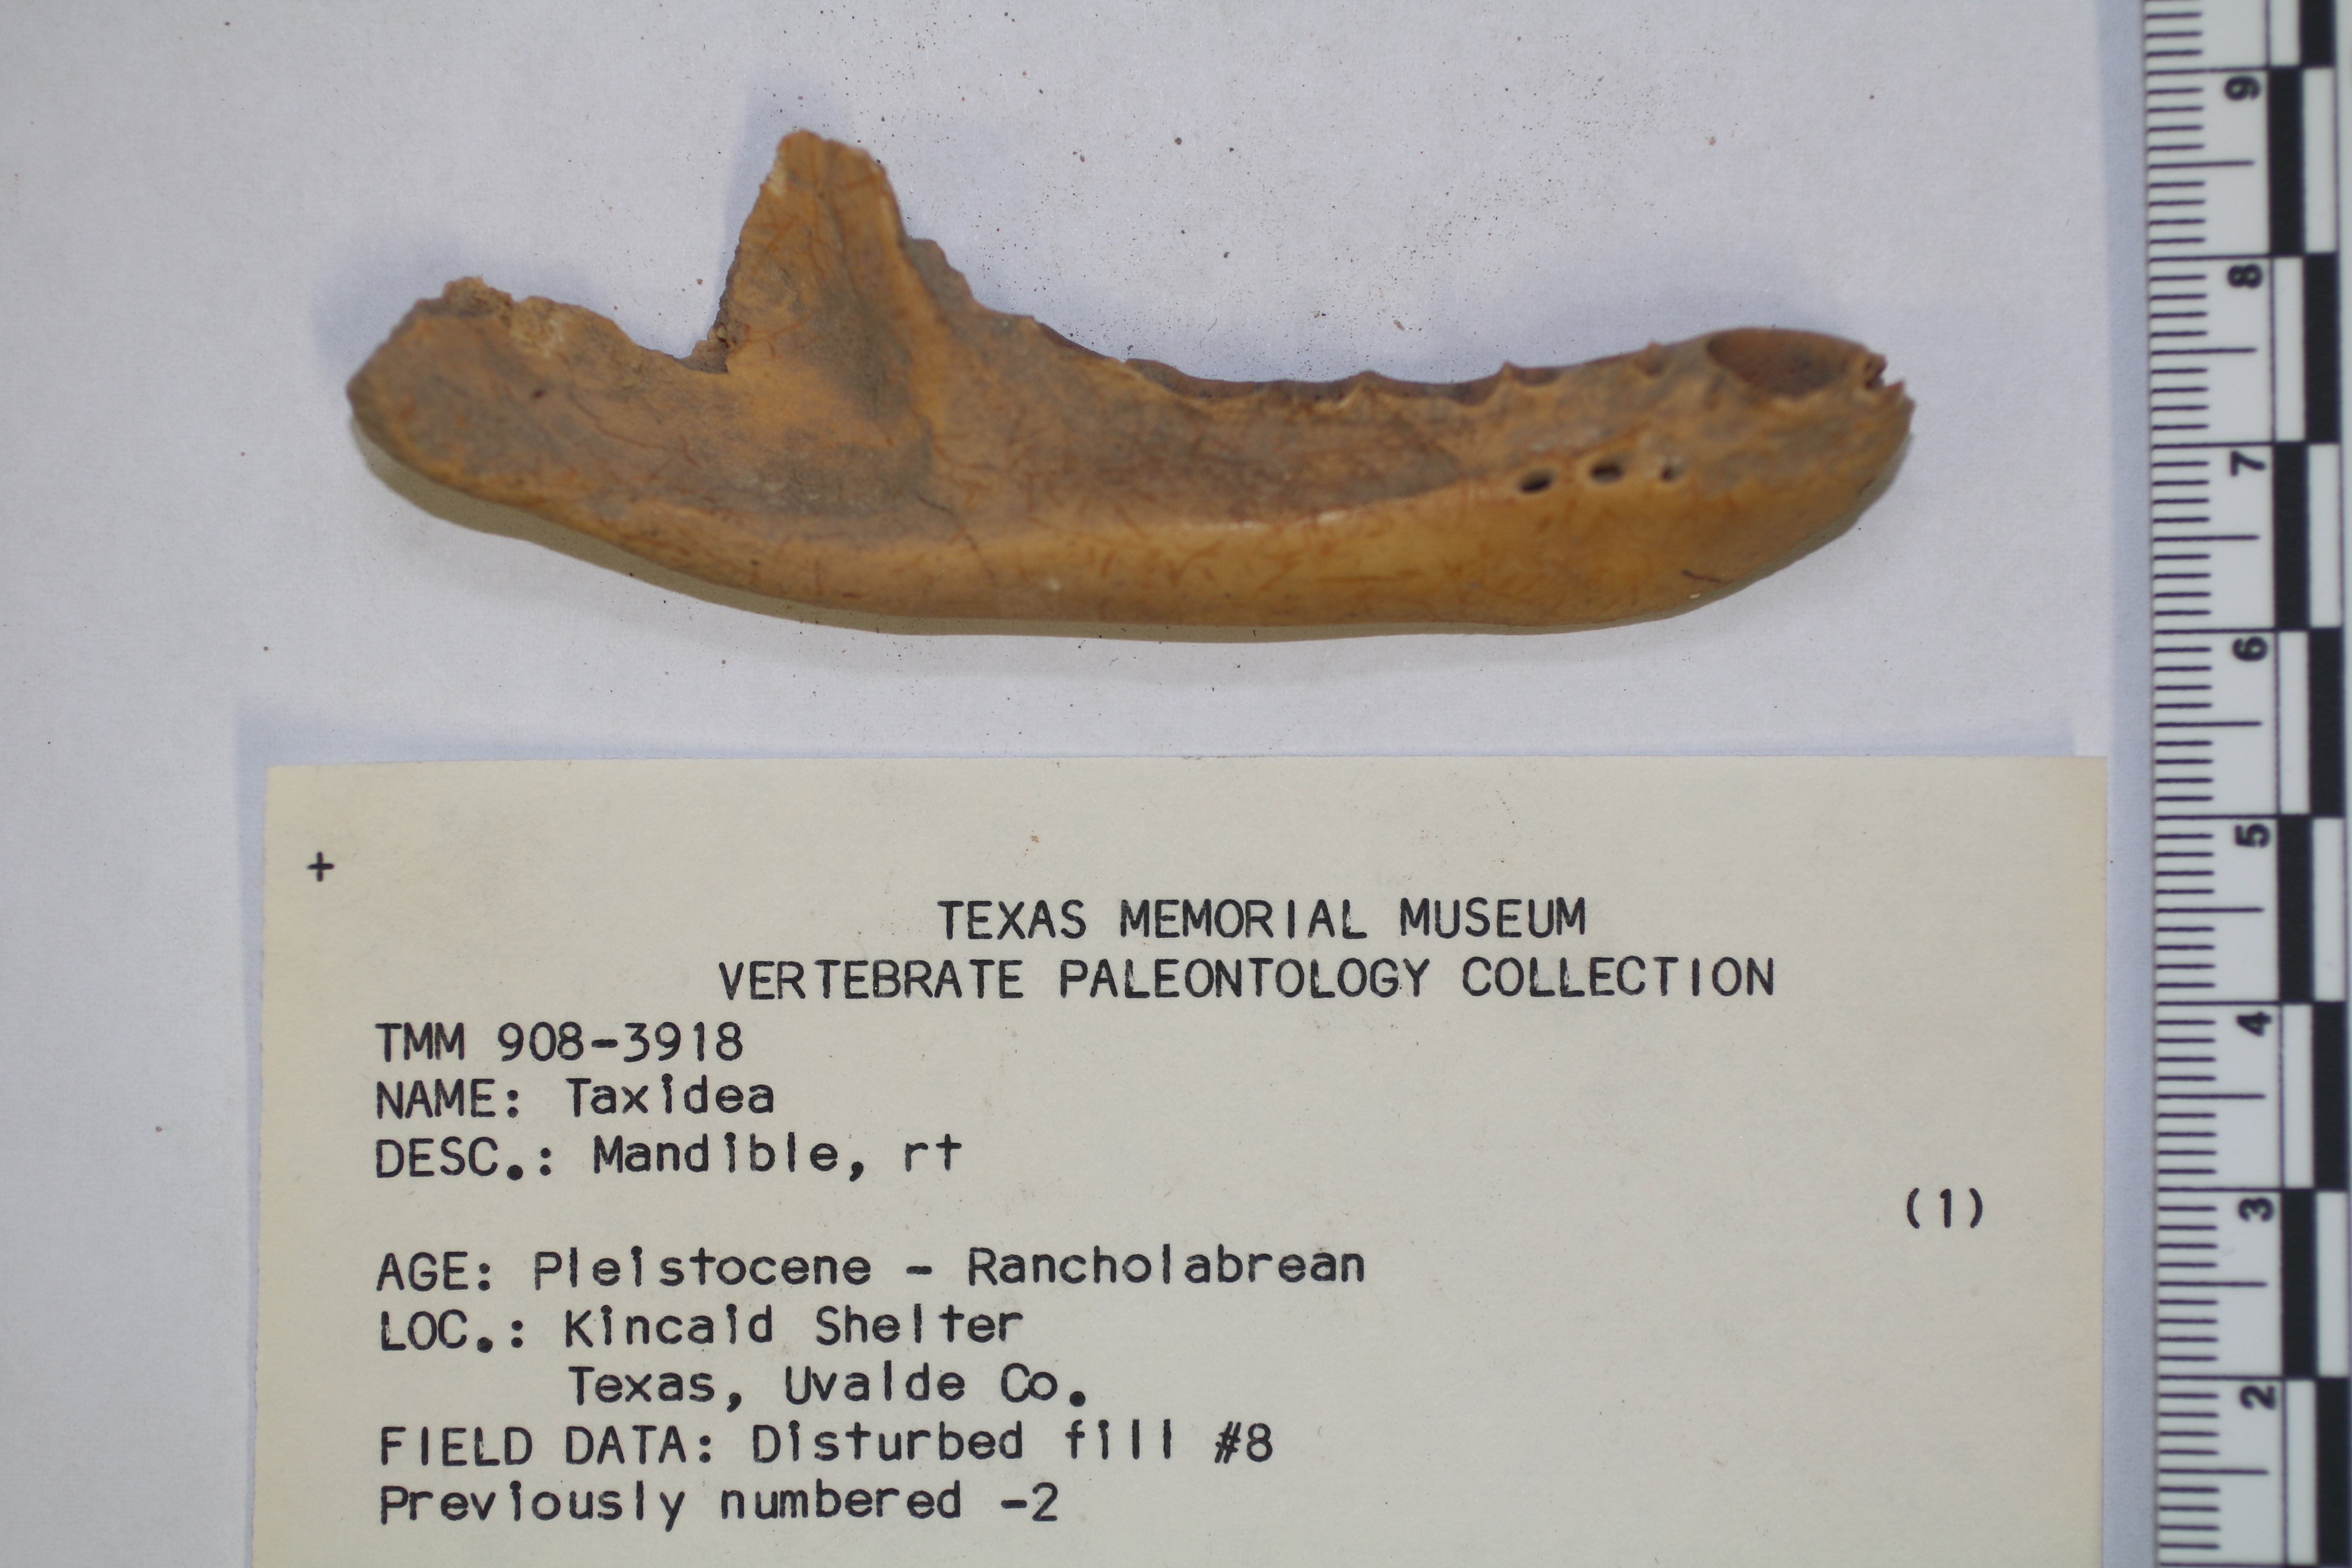 +
TEXAS MEMORIAL MUSEUM
VERTEBRATE PALEONTOLOGY COLLECTION
TMM 908-3918
NAME: Taxidea
DESC.: Mandible, rt
(1)
AGE: Pleistocene - Rancholabrean
LOC.: Kincaid Shelter
Texas, Uvalde Co.
FIELD DATA: Disturbed fill #8
Previously numbered -2
9
8
7
6
5
4
3
2